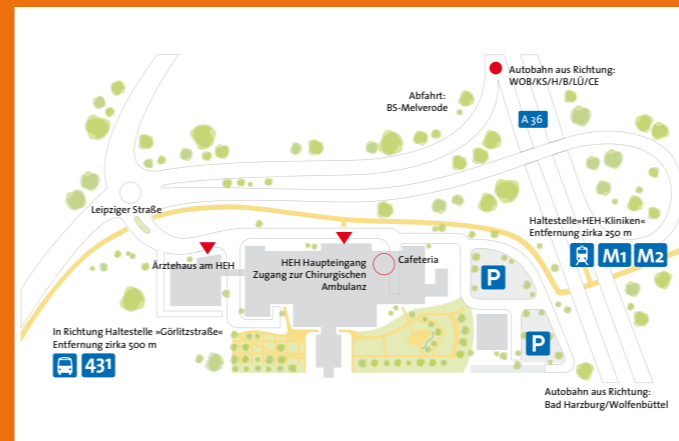 Autobahn aus Richtung:
WOB/KS/H/B/LÜ/CE
Abfahrt:
BS-Melverode
A 36
Leipziger Straße
Haltestelle»HEH-Kliniken«
Entfernung zirka 250 m
M1 M2
Ärztehaus am HEH
HEH Haupteingang
Zugang zur Chirurgischen
Ambulanz
Cafeteria
P
P
In Richtung Haltestelle »Görlitzstraße«
Entfernung zirka 500 m
431
Autobahn aus Richtung:
Bad Harzburg/Wolfenbüttel